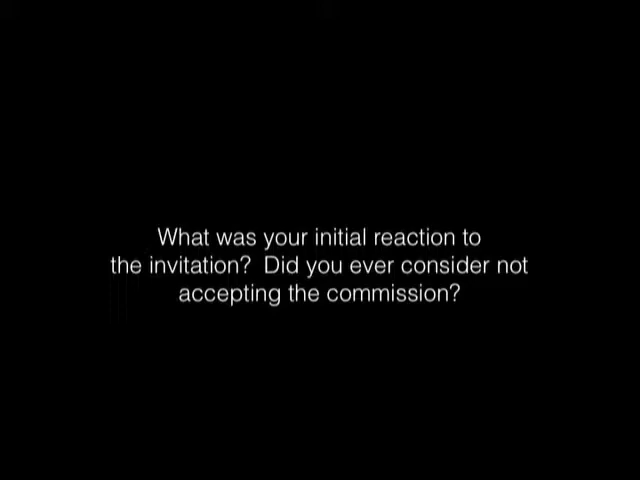 What was your initial reaction to
the invitation?  Did you ever consider not
accepting the commission?